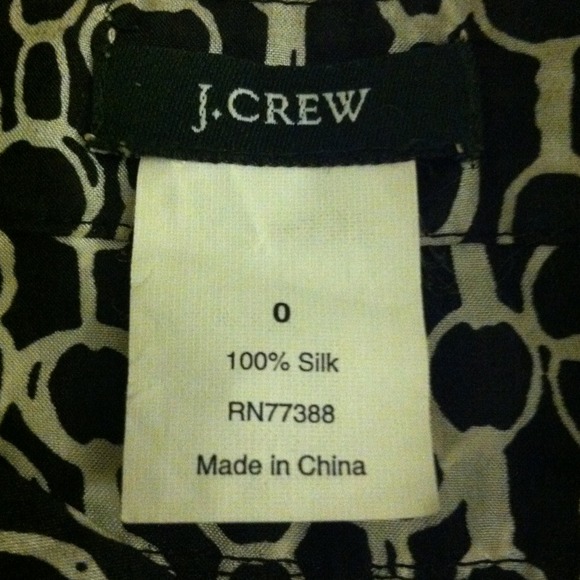 J.CREW
0
100% Silk
RN77388
Made in China